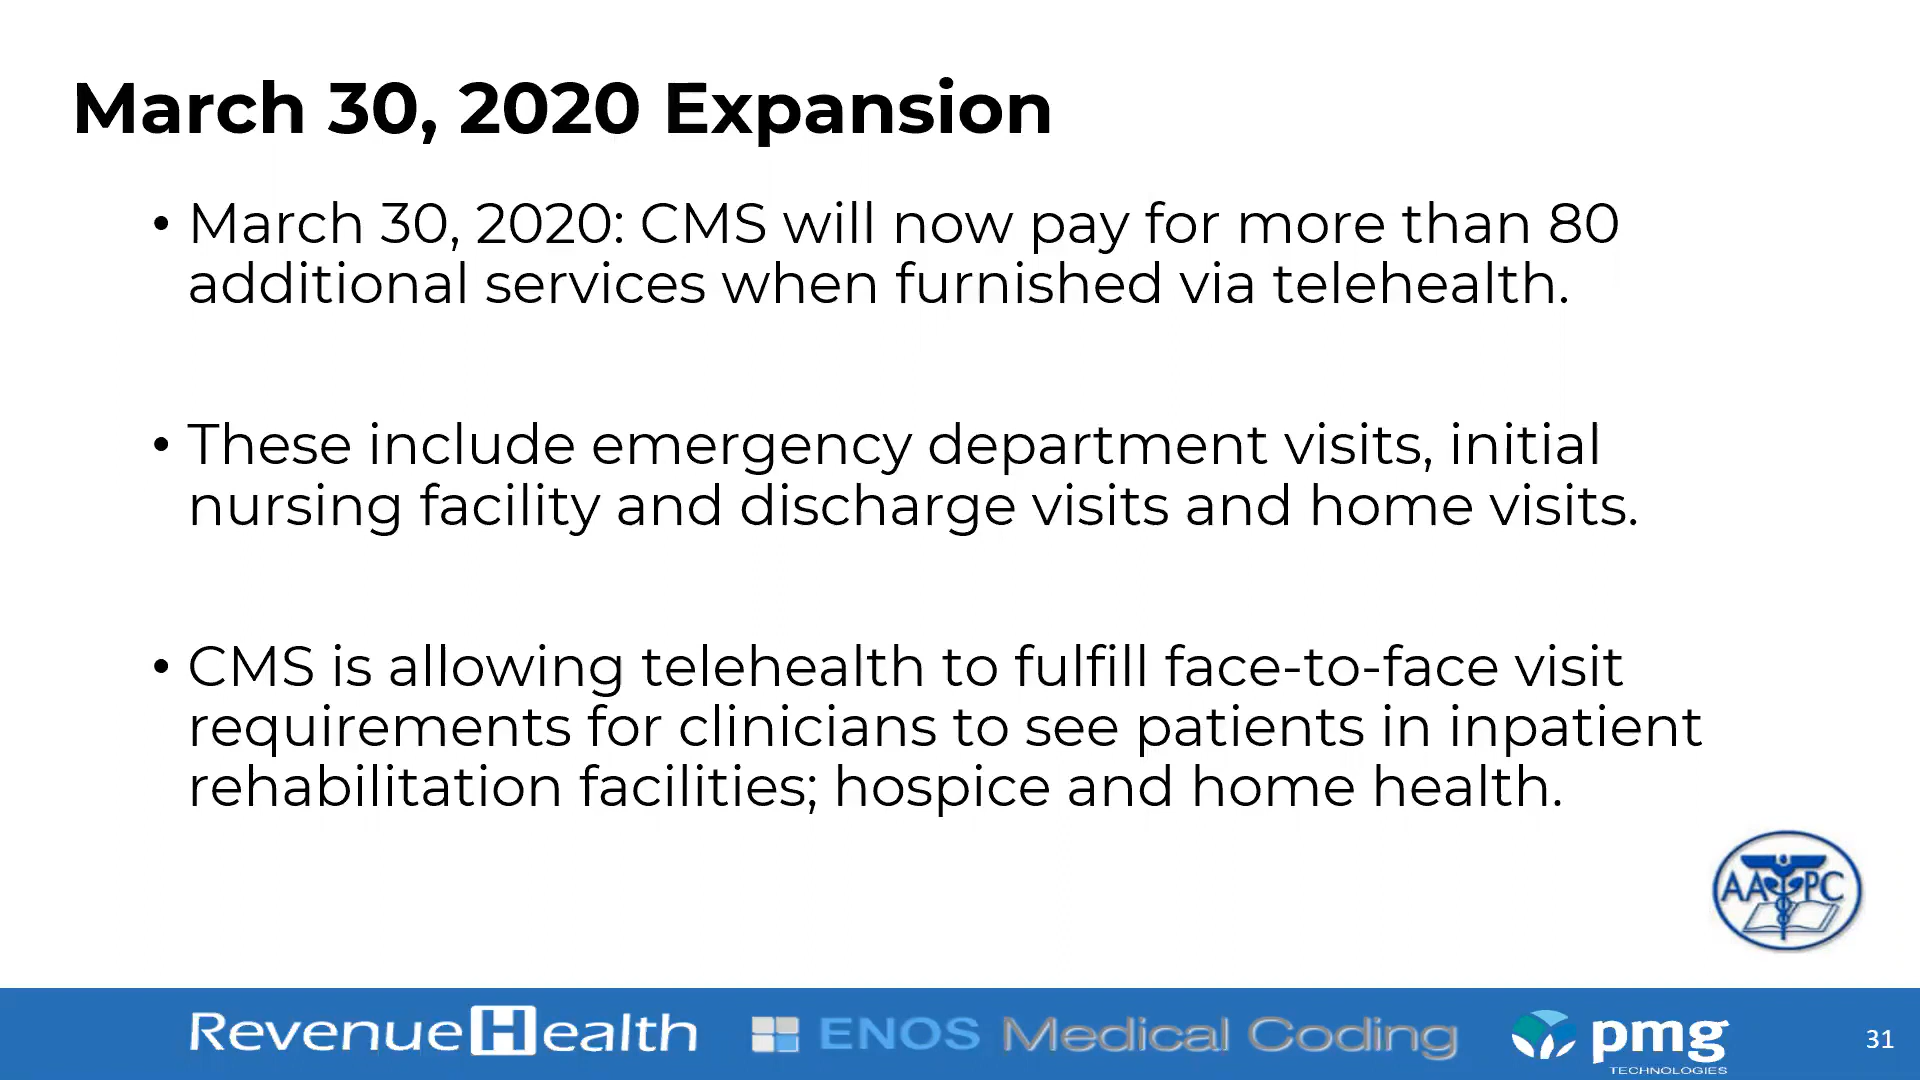 March 30, 2020 Expansion
• March 30, 2020: CMS will now pay for more than 80
additional services when furnished via telehealth.
• These include emergency department visits, initial
nursing facility and discharge visits and home visits.
• CMS is allowing telehealth to fulfill face-to-face visit
requirements for clinicians to see patients in inpatient
rehabilitation facilities; hospice and home health.
AAPC
RevenueHealth
ENOS Medical Coding
pmg
TECHNOLOGIES
31